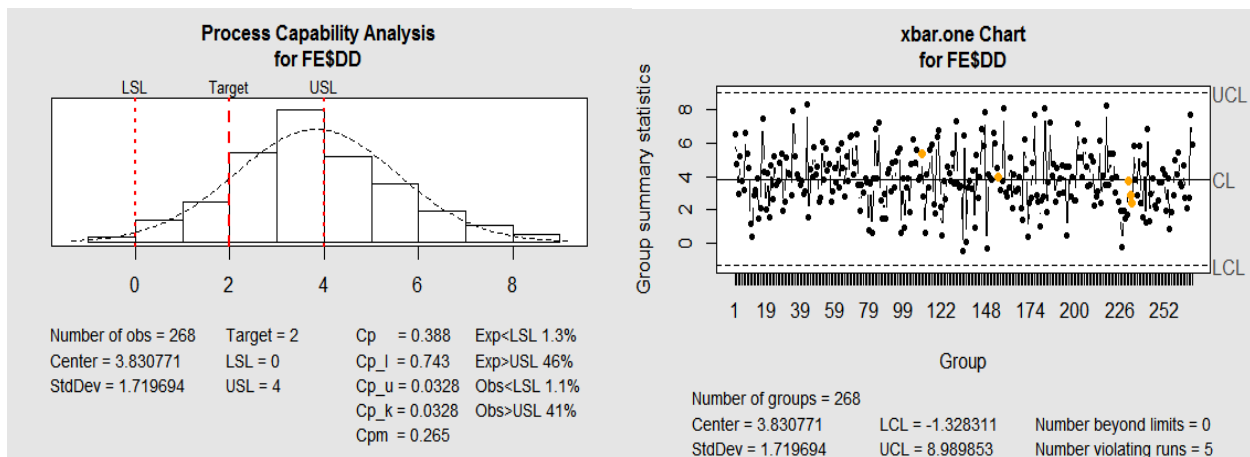 Process Capability Analysis
for FE$DD
LSL Target USL
0 2 4 6 8
Number of obs = 268 Target = 2 Cp = 0.388 Exp<LSL 1.3%
Center = 3.830771 LSL = 0 Cp_l = 0.743 Exp>USL 46%
StdDev = 1.719694 USL = 4 Cp_u = 0.0328 Obs<LSL 1.1%
Cp_k = 0.0328 Obs>USL 41%
Cpm = 0.265
xbar.one Chart
for FE$DD
Group summary statistics
8
6
4
2
0
UCL
CL
LCL
1 19 39 59 79 99 122 148 174 200 226 252
Group
Number of groups = 268
Center = 3.830771 LCL = -1.328311 Number beyond limits = 0
StdDev = 1.719694 UCL = 8.989853 Number violating runs = 5